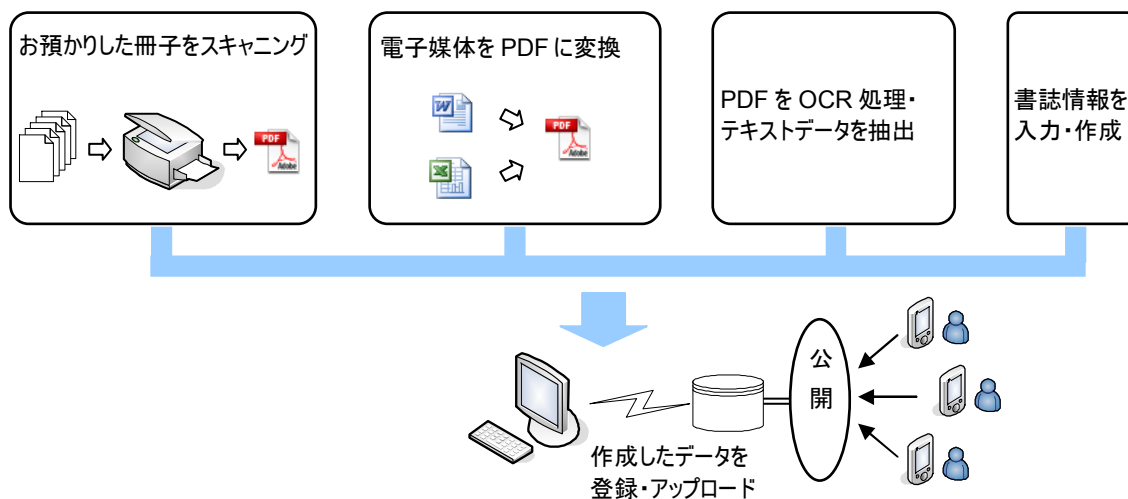 お預かりした冊子をスキャニング
PDF
Adobe
電子媒体を PDF に変換
W
X
PDF
Adobe
PDF を OCR 処理・
テキストデータを抽出
書誌情報を
入力・作成
公
開
作成したデータを
登録・アップロード